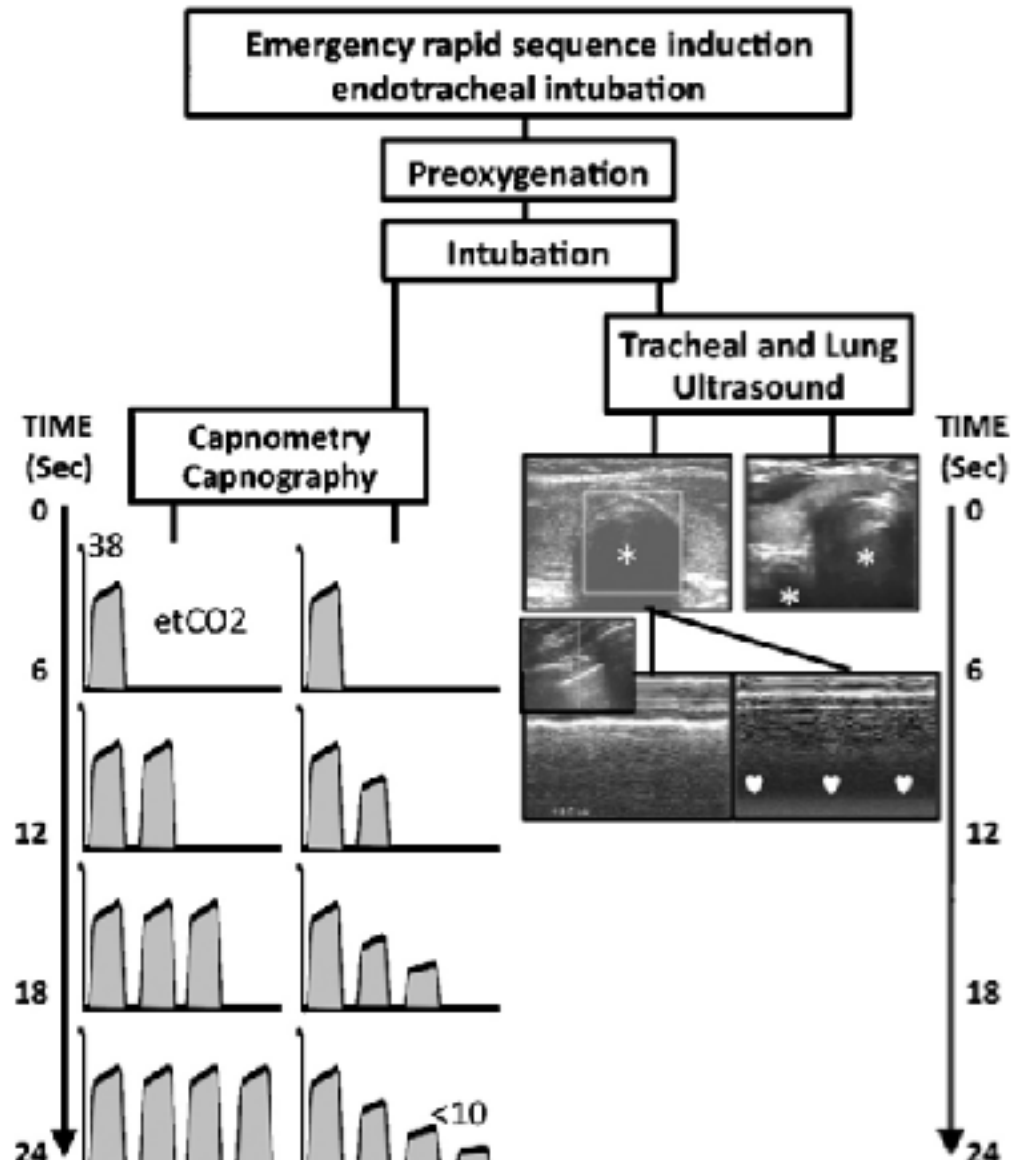 Emergency rapid sequence induction
endotracheal intubation
Preoxygenation
Intubation
Tracheal and Lung
Ultrasound
Capnometry
Capnography
TIME
(Sec)
0
6
12
18
24
38
etCO2
<10
*
*
*
TIME
(Sec)
0
6
12
18
24